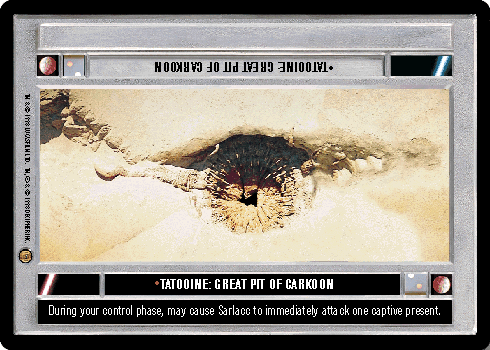 •TATOOINE: GREAT PIT OF CARKOON
•TATOOINE: GREAT PIT OF CARKOON
During your control phase, may cause Sarlacc to immediately attack one captive present.